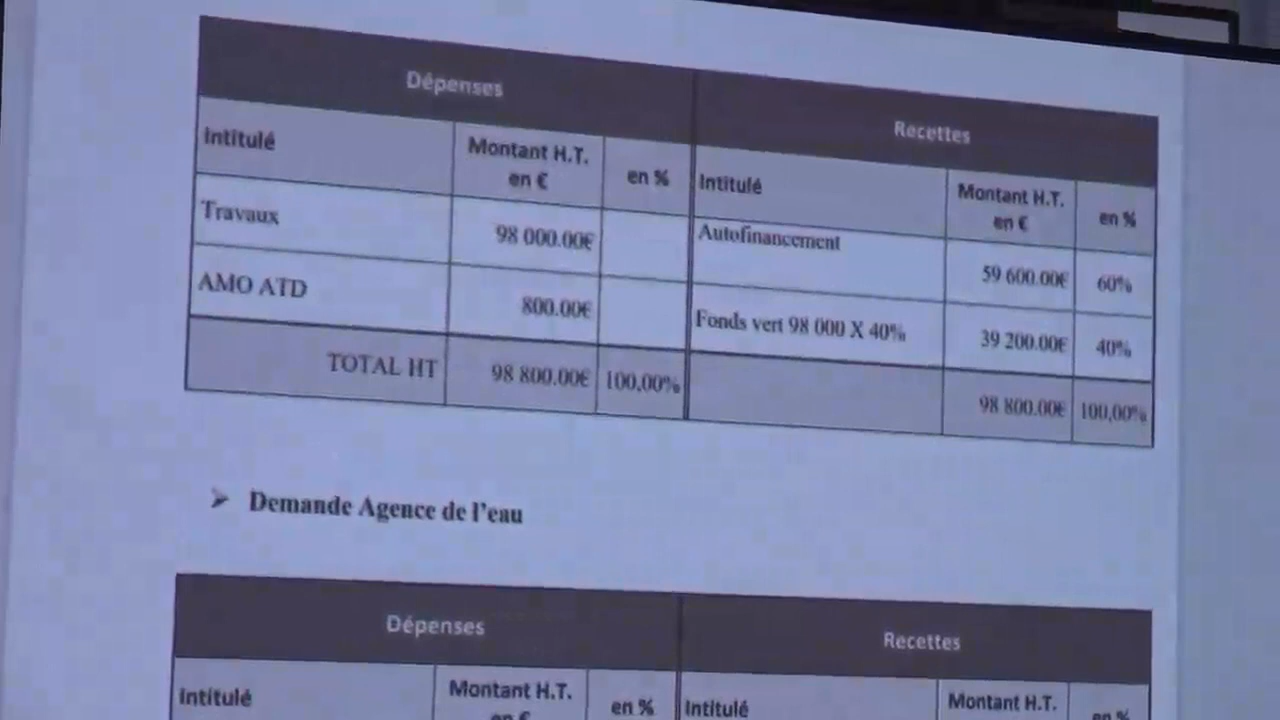 Dépenses Recettes
Intitulé Montant H.T. en € en % Intitulé Montant H.T. en € en %
Travaux 98 000.00€ Autofinancement 59 600.00€ 60%
AMO ATD 800.00€ Fonds vert 98 000 X 40% 39 200.00€ 40%
TOTAL HT 98 800.00€ 100,00% 98 800.00€ 100,00%
➤ Demande Agence de l'eau
Dépenses Recettes
Intitulé Montant H.T. en € en % Intitulé Montant H.T. en %